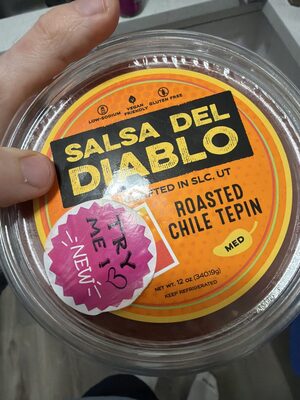 LOW-SODIUM
VEGAN FRIENDLY
GLUTEN FREE
SALSA DEL
DIABLO
FTED IN SLC, UT
ROASTED
CHILE TEPIN
MED
TRY
ME!
NEW
NET WT. 12 oz (340.19g)
KEEP REFRIGERATED